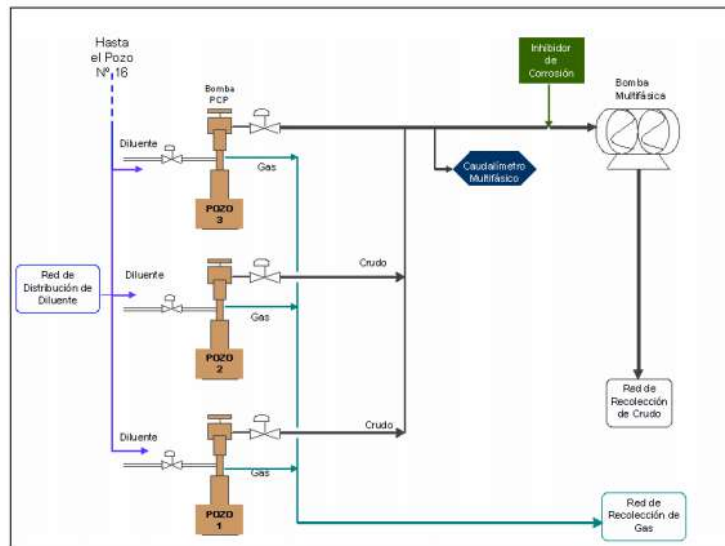 Hasta
el Pozo
Nº 16
Inhibidor
de
Corrosión
Bomba
Multifásica
Bomba
PCP
Diluente
Gas
Caudalímetro
Multifásico
POZO
3
Crudo
Red de
Distribución de
Diluente
Diluente
Gas
POZO
2
Red de
Recolección
de Crudo
Crudo
Diluente
Gas
POZO
1
Red de
Recolección de
Gas